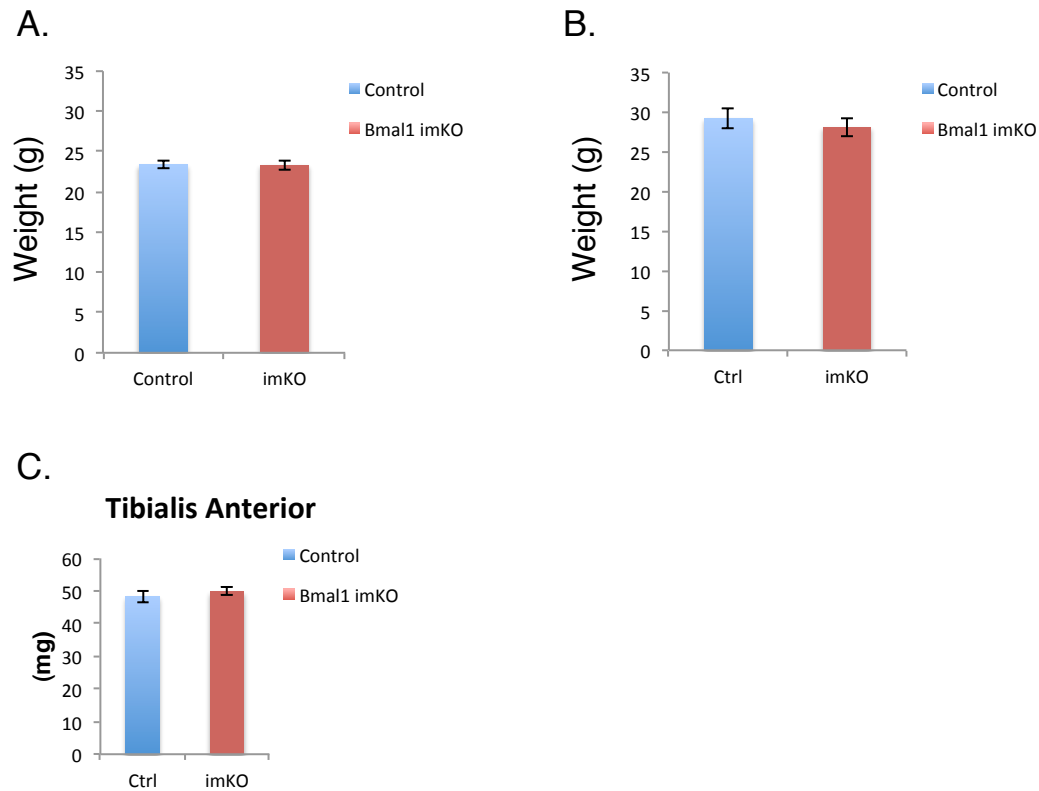 A.
Weight (g)
35
30
25
20
15
10
5
0
Control
imKO
Control
Bmal1 imKO
B.
Weight (g)
35
30
25
20
15
10
5
0
Ctrl
imKO
Control
Bmal1 imKO
C.
Tibialis Anterior
(mg)
60
50
40
30
20
10
0
Ctrl
imKO
Control
Bmal1 imKO